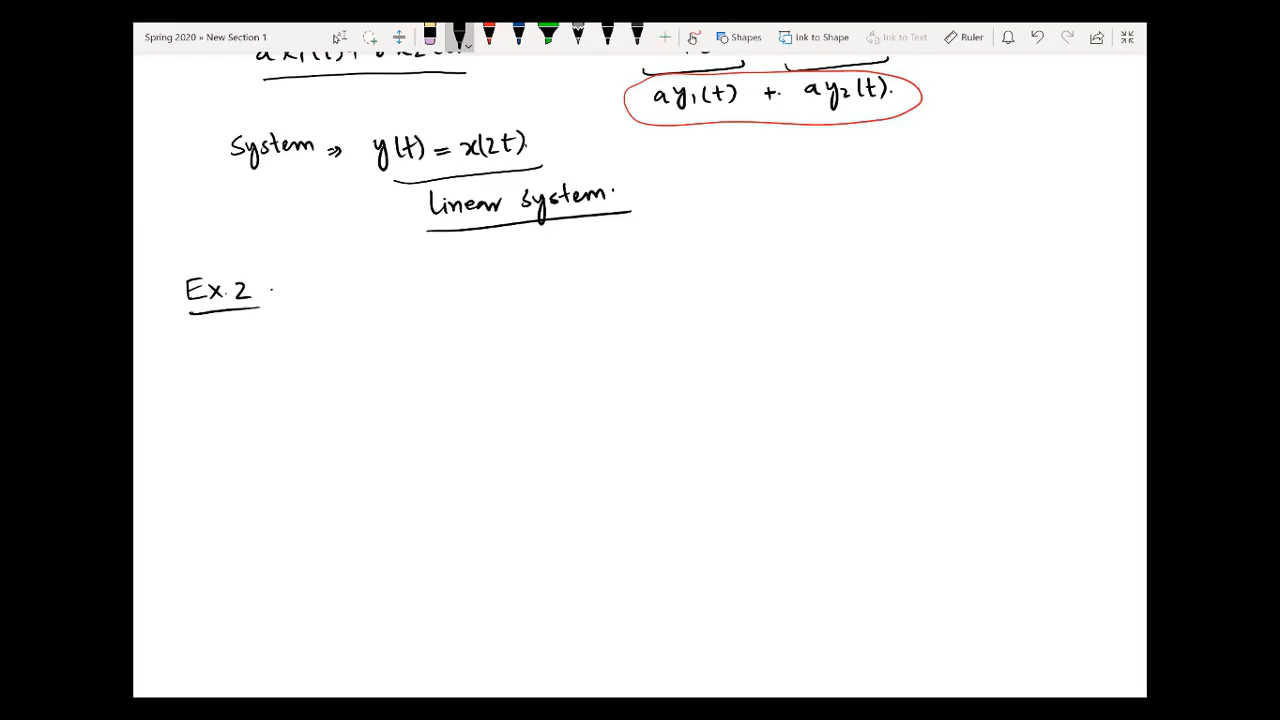 Spring 2020 » New Section 1
Shapes
Ink to Shape
Ink to Text
Ruler
ay₁(t) + ay₂(t).
System ⇒ y(t) = x(2t).
Linear System.
Ex. 2